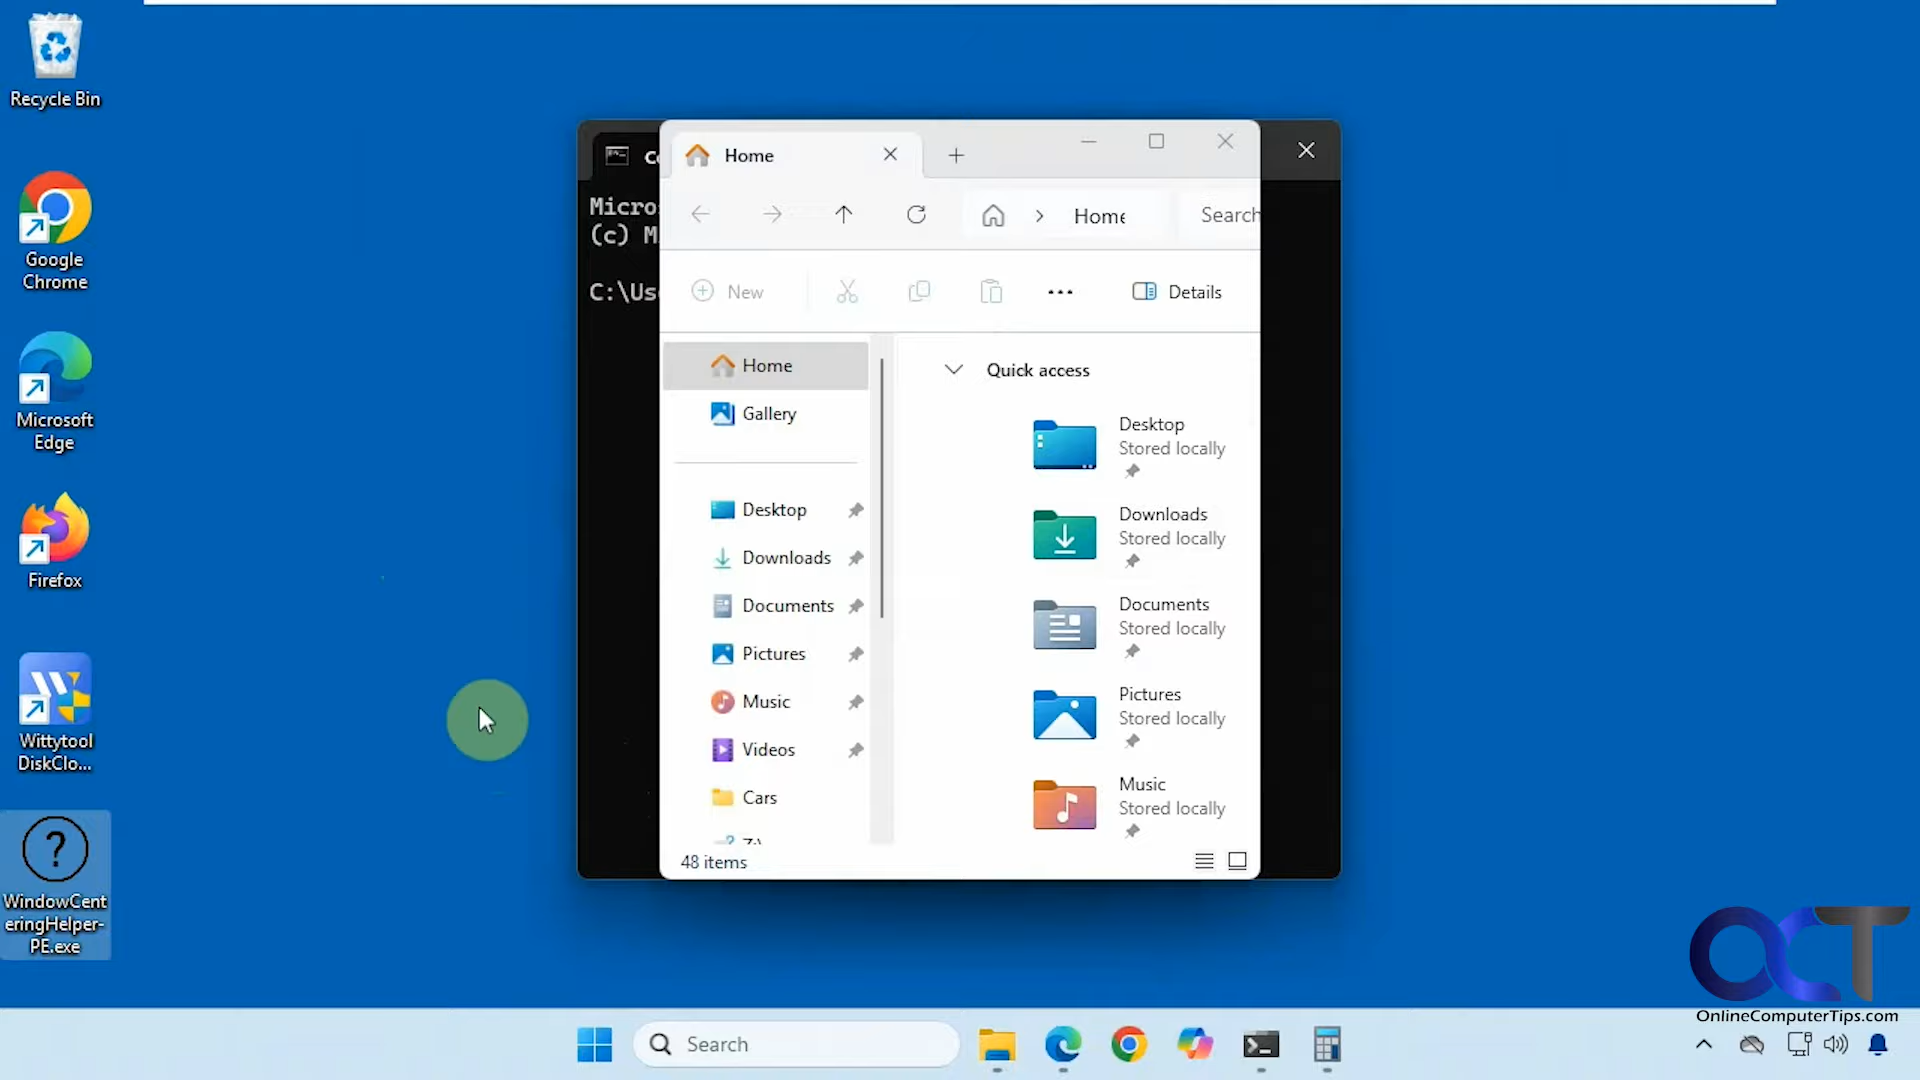 Recycle Bin
Google
Chrome
Microsoft
Edge
Firefox
Wittytool
DiskClo...
WindowCent
eringHelper-
PE.exe
Home
Micro
(c) M
C:\Us
Home
Search
New
Details
Home
Gallery
Desktop
Downloads
Documents
Pictures
Music
Videos
Cars
Quick access
Desktop
Stored locally
Downloads
Stored locally
Documents
Stored locally
Pictures
Stored locally
Music
Stored locally
48 items
Search
OCT
OnlineComputerTips.com